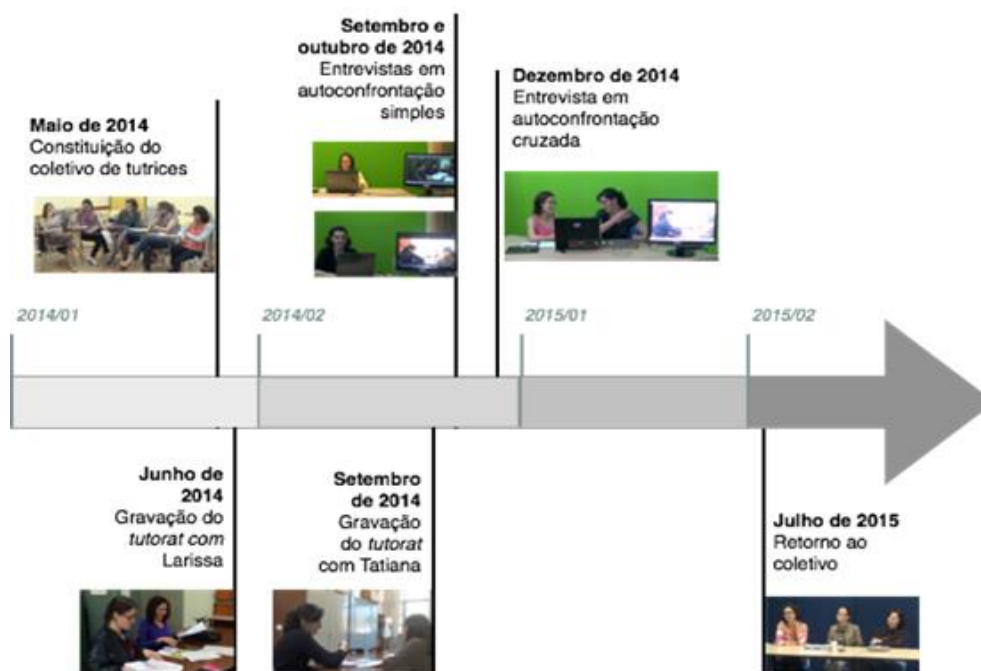 Setembro e
outubro de 2014
Entrevistas em
autoconfrontação
simples
Dezembro de 2014
Entrevista em
autoconfrontação
cruzada
Maio de 2014
Constituição do
coletivo de tutrices
2014/01
2014/02
2015/01
2015/02
Junho de
2014
Gravação do
tutorat com
Larissa
Setembro
de 2014
Gravação
do tutorat
com Tatiana
Julho de 2015
Retorno ao
coletivo